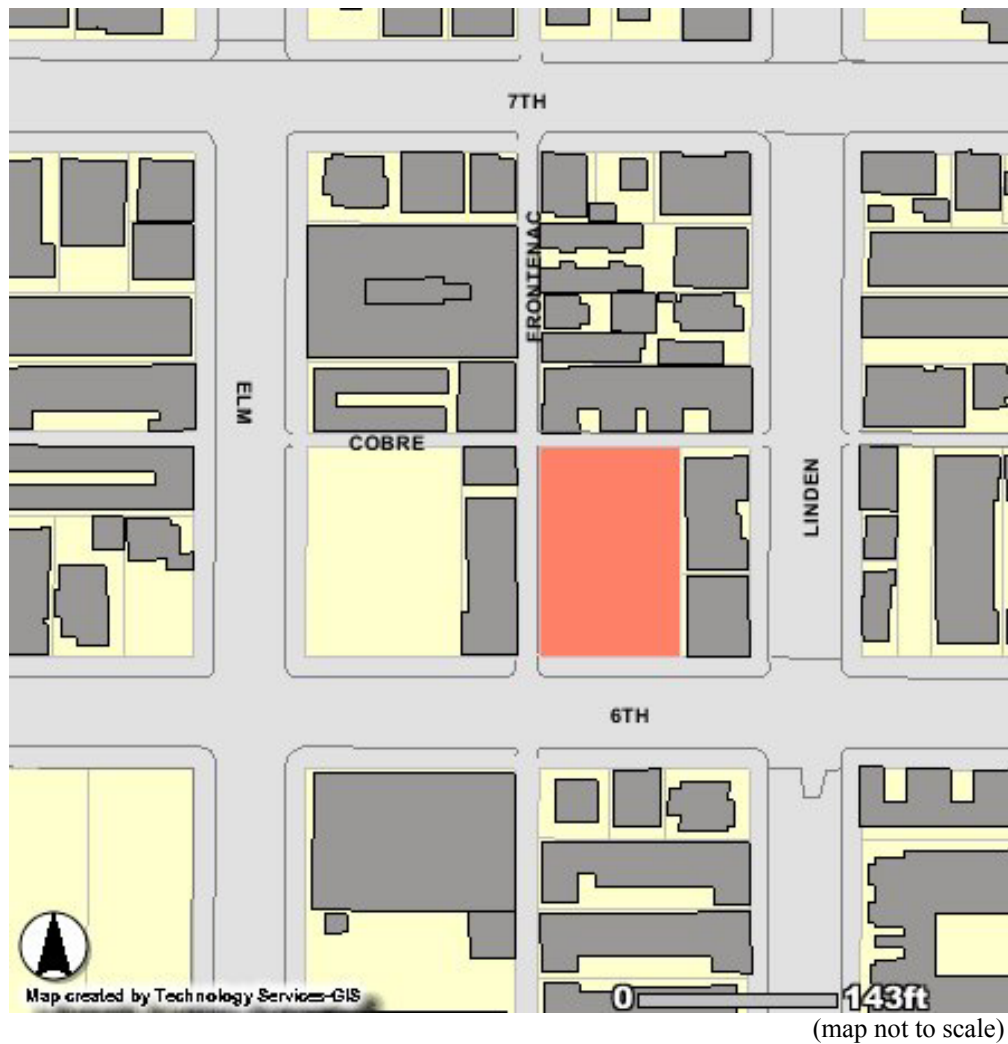 7TH
FRONTENAC
ELM
COBRE
LINDEN
6TH
Map created by Technology Services-GIS
0 143ft
(map not to scale)